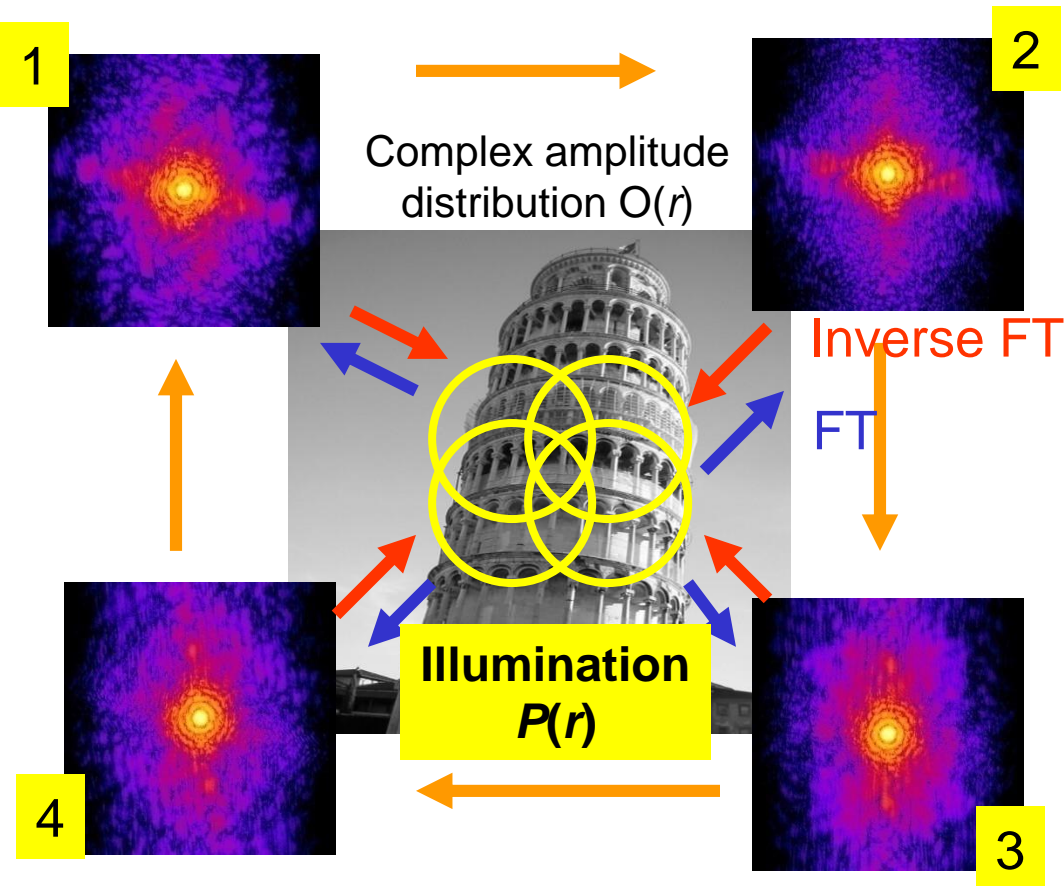 1
2
Complex amplitude
distribution O(r)
Inverse FT
FT
Illumination
P(r)
4
3